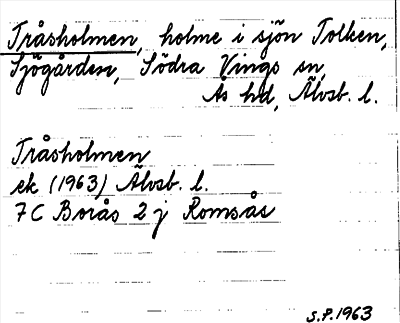 Tråsholmen, holme i sjön Tolken,
Sjögården, Södra Vings sn,
Ås hd, Älvsb. l.
Tråsholmen
ek (1963) Älvsb. l.
7C Borås 2 j Romsås
S.P. 1963